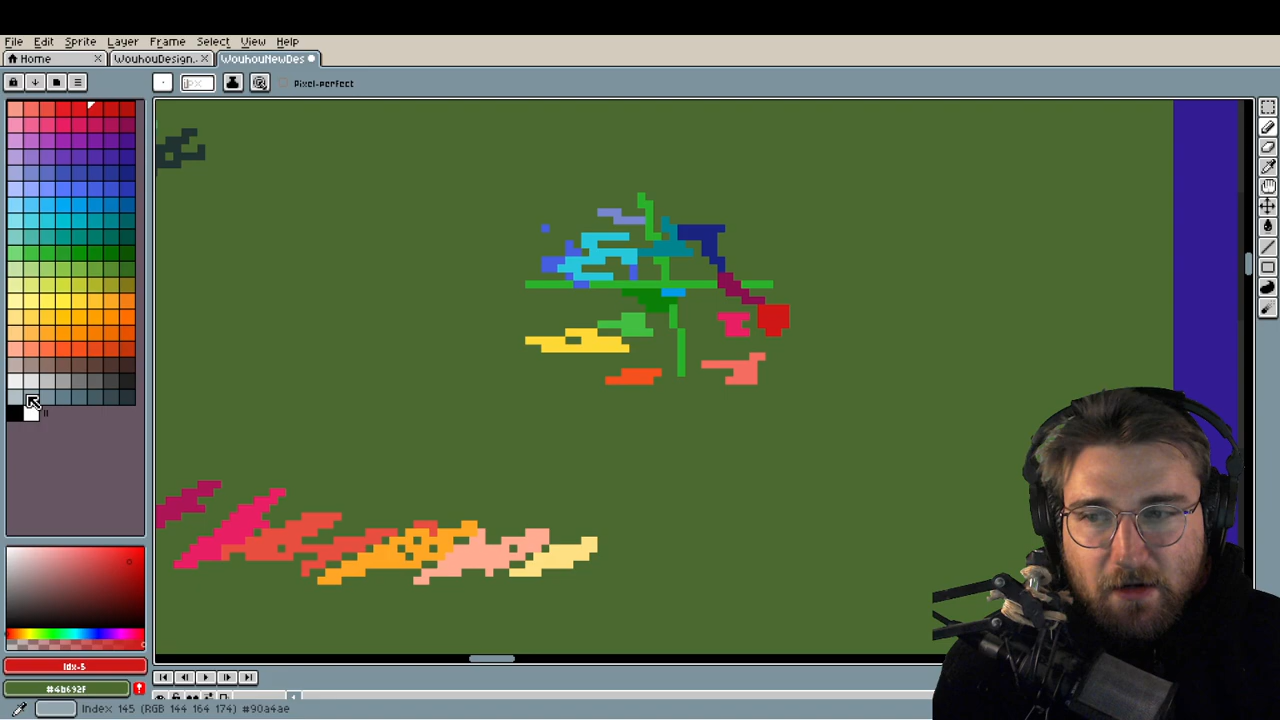 File Edit Sprite Layer Frame Select View Help
Home WouhouDesign. WouhouNewDes
Pixel-perfect
Idx-5
#4b692f
Index 145 (RGB 144 164 174) #90a4ae